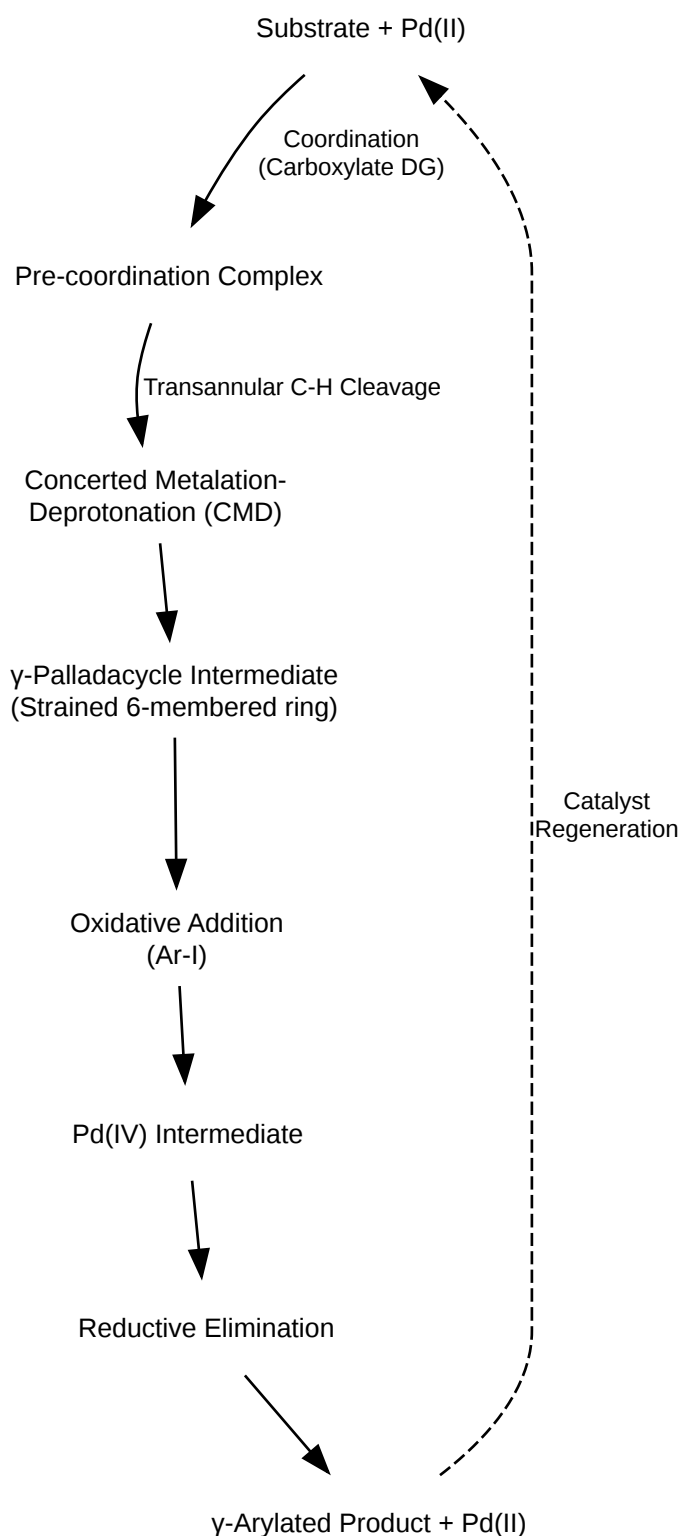 Substrate + Pd(II)
Coordination
(Carboxylate DG)
Pre-coordination Complex
Transannular C-H Cleavage
Concerted Metalation-
Deprotonation (CMD)
γ-Palladacycle Intermediate
(Strained 6-membered ring)
Catalyst
Regeneration
Oxidative Addition
(Ar-I)
Pd(IV) Intermediate
Reductive Elimination
γ-Arylated Product + Pd(II)